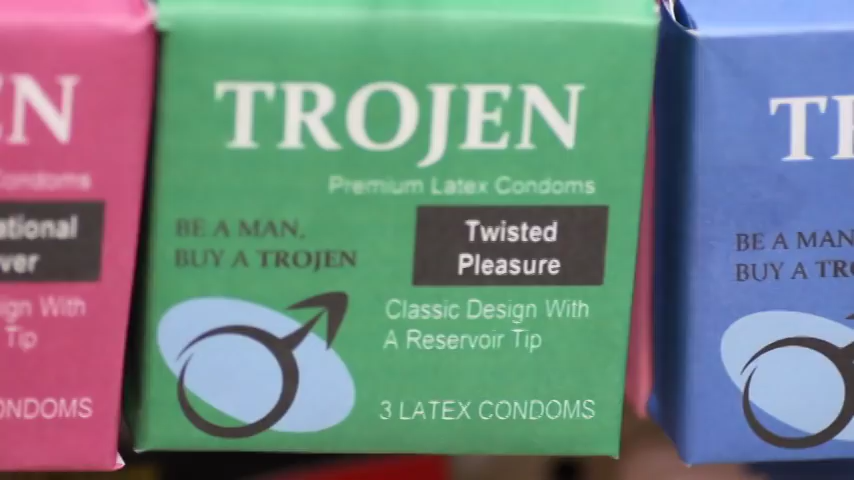 EN
Condoms
ational
ver
ign With
Tip
ONDOMS
TROJEN
Premium Latex Condoms
BE A MAN,
BUY A TROJEN
Twisted
Pleasure
Classic Design With
A Reservoir Tip
3 LATEX CONDOMS
TR
BE A MAN
BUY A TRO